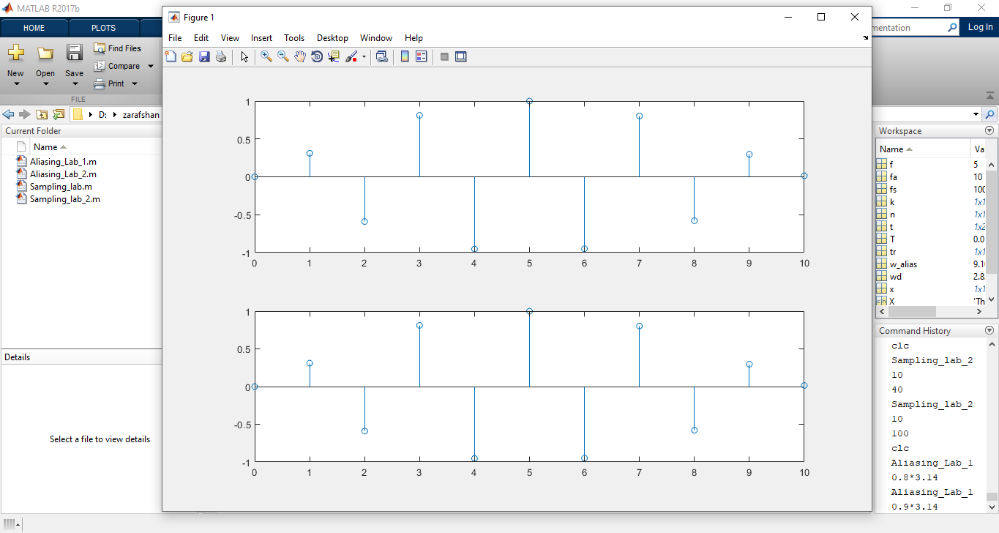 MATLAB R2017b
Figure 1
HOME
PLOTS
mentation
Log In
File Edit View Insert Tools Desktop Window Help
New
Open
Save
Find Files
Compare
Print
FILE
D: zarafshan
Current Folder
Name
Aliasing_Lab_1.m
Aliasing_Lab_2.m
Sampling_lab.m
Sampling_lab_2.m
Details
Select a file to view details
1
0.5
0
-0.5
-1
0 1 2 3 4 5 6 7 8 9 10
1
0.5
0
-0.5
-1
0 1 2 3 4 5 6 7 8 9 10
Workspace
Name Va
f 5
fa 10
fs 100
k 1x1
n 1x1
t 1x2
T 0.0
tr 1x1
w_alias 9.1
wd 2.8
x 1x1
X 'Th
Command History
clc
Sampling_lab_2
10
40
Sampling_lab_2
10
100
clc
Aliasing_Lab_1
0.8*3.14
Aliasing_Lab_1
0.9*3.14